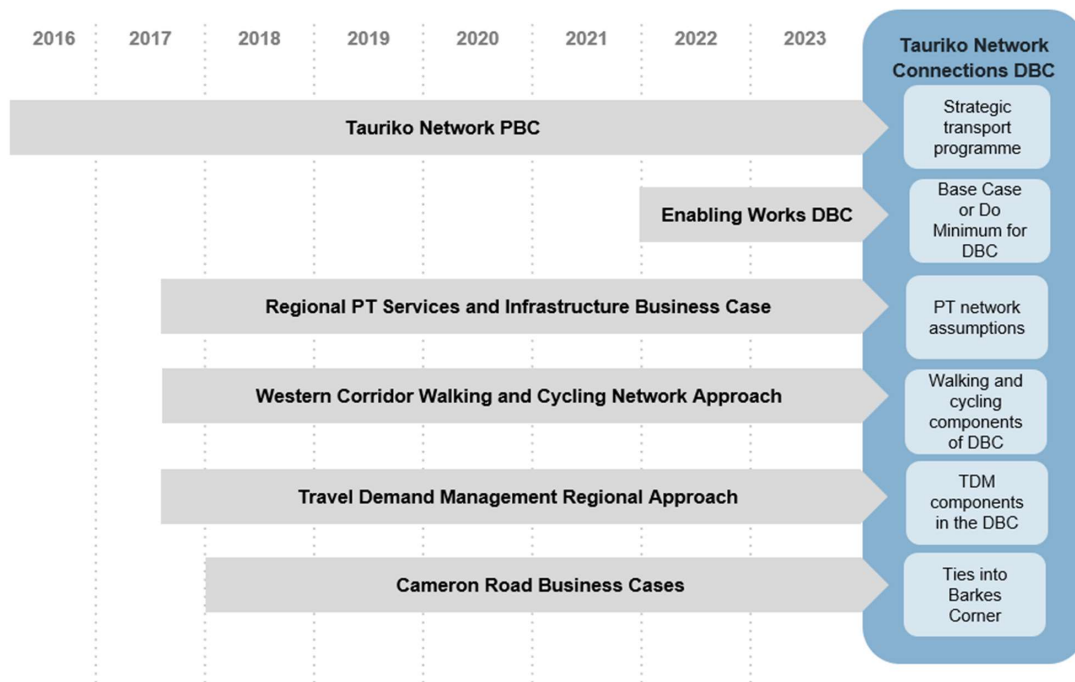 2016 2017 2018 2019 2020 2021 2022 2023
Tauriko Network
Connections DBC
Tauriko Network PBC
Strategic
transport
programme
Enabling Works DBC
Base Case
or Do
Minimum for
DBC
Regional PT Services and Infrastructure Business Case
PT network
assumptions
Western Corridor Walking and Cycling Network Approach
Walking and
cycling
components
of DBC
Travel Demand Management Regional Approach
TDM
components
in the DBC
Cameron Road Business Cases
Ties into
Barkes
Corner